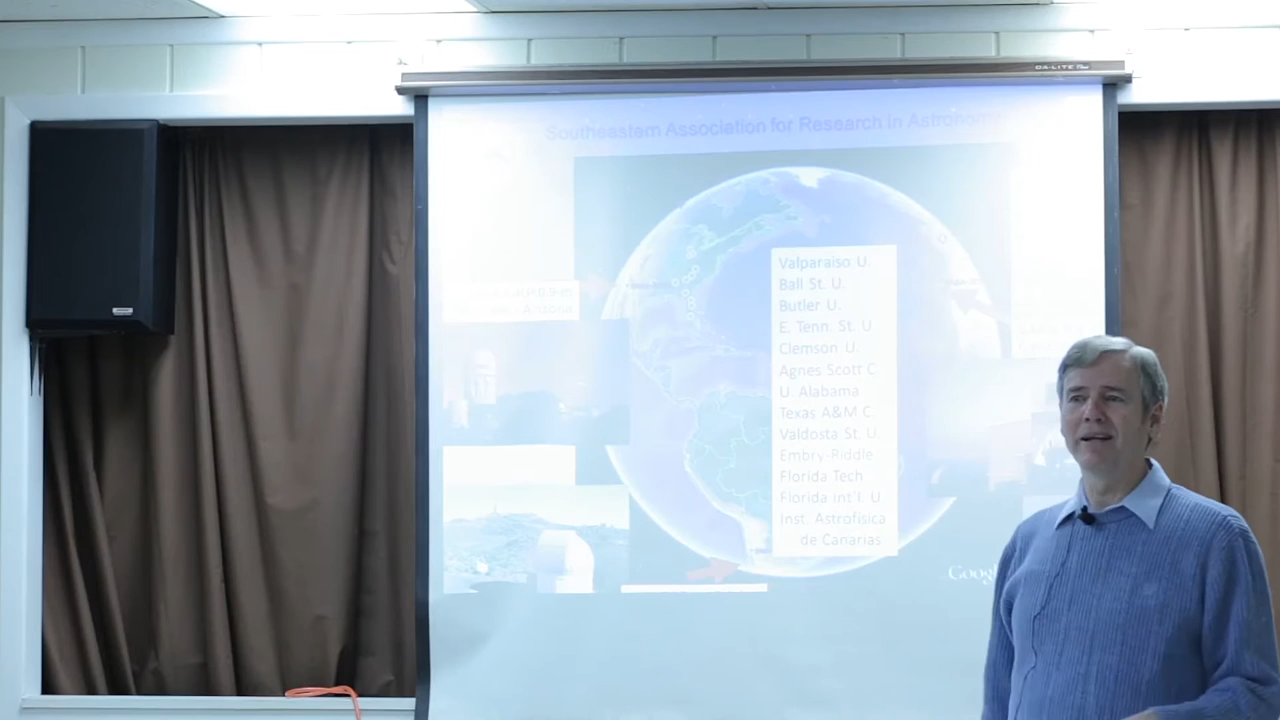 DA-LITE
Southeastern Association for Research in Astronomy
Valparaiso U.
Ball St. U.
Butler U.
E. Tenn. St. U
Clemson U.
Agnes Scott C.
U. Alabama
Texas A&M C
Valdosta St. U.
Embry-Riddle
Florida Tech
Florida int'l. U.
Inst. Astrofisica
de Canarias
Goog